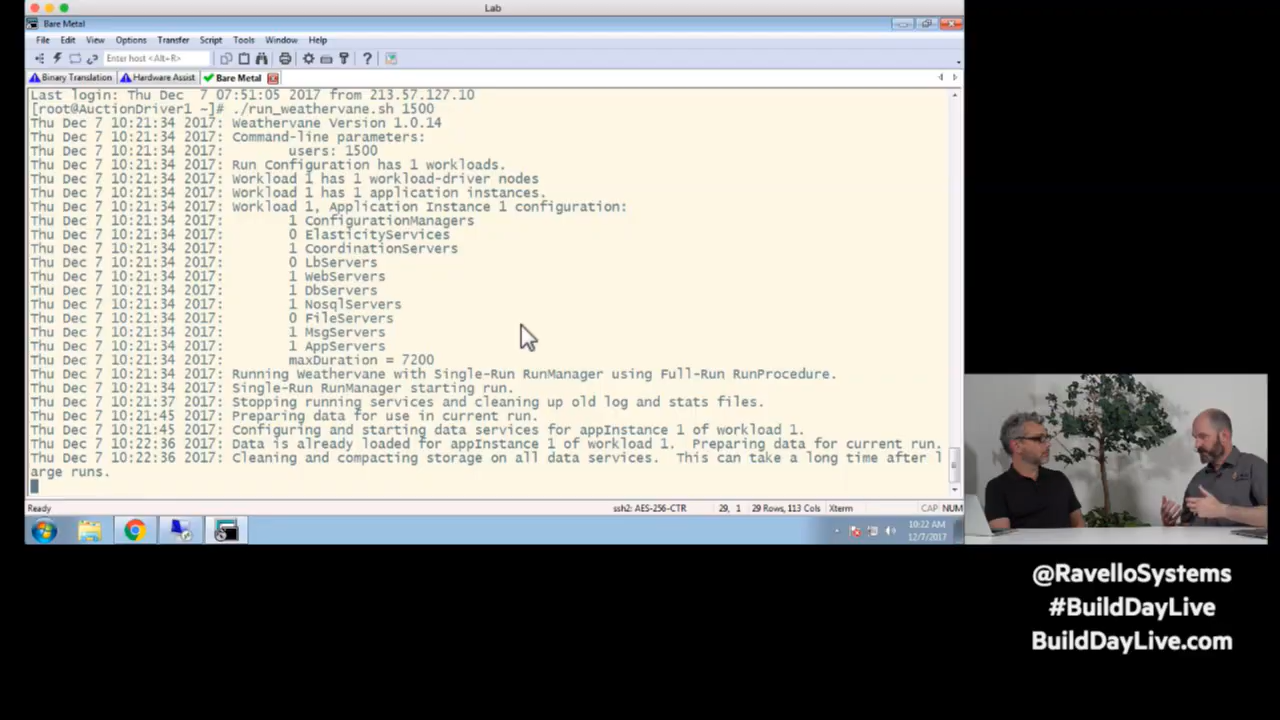 Lab
Bare Metal
File Edit View Options Transfer Script Tools Window Help
Enter host <Alt+R>
Binary Translation Hardware Assist Bare Metal
Last login: Thu Dec  7 07:51:05 2017 from 213.57.127.10
[root@AuctionDriver1 ~]# ./run_weathervane.sh 1500
Thu Dec  7 10:21:34 2017: Weathervane Version 1.0.14
Thu Dec  7 10:21:34 2017: Command-line parameters:
Thu Dec  7 10:21:34 2017:        users: 1500
Thu Dec  7 10:21:34 2017: Run Configuration has 1 workloads.
Thu Dec  7 10:21:34 2017: Workload 1 has 1 workload-driver nodes
Thu Dec  7 10:21:34 2017: Workload 1 has 1 application instances.
Thu Dec  7 10:21:34 2017: Workload 1, Application Instance 1 configuration:
Thu Dec  7 10:21:34 2017:        1 ConfigurationManagers
Thu Dec  7 10:21:34 2017:        0 ElasticityServices
Thu Dec  7 10:21:34 2017:        1 CoordinationServers
Thu Dec  7 10:21:34 2017:        0 LbServers
Thu Dec  7 10:21:34 2017:        1 WebServers
Thu Dec  7 10:21:34 2017:        1 DbServers
Thu Dec  7 10:21:34 2017:        1 NosqlServers
Thu Dec  7 10:21:34 2017:        0 FileServers
Thu Dec  7 10:21:34 2017:        1 MsgServers
Thu Dec  7 10:21:34 2017:        1 AppServers
Thu Dec  7 10:21:34 2017:        maxDuration = 7200
Thu Dec  7 10:21:34 2017: Running Weathervane with Single-Run RunManager using Full-Run RunProcedure.
Thu Dec  7 10:21:34 2017: Single-Run RunManager starting run.
Thu Dec  7 10:21:37 2017: Stopping running services and cleaning up old log and stats files.
Thu Dec  7 10:21:45 2017: Preparing data for use in current run.
Thu Dec  7 10:21:45 2017: Configuring and starting data services for appInstance 1 of workload 1.
Thu Dec  7 10:22:36 2017: Data is already loaded for appInstance 1 of workload 1.  Preparing data for current run.
Thu Dec  7 10:22:36 2017: Cleaning and compacting storage on all data services.  This can take a long time after l
arge runs.
Ready ssh2: AES-256-CTR 29, 1 29 Rows, 113 Cols Xterm CAP NUM
10:22 AM
12/7/2017
@RavelloSystems
#BuildDayLive
BuildDayLive.com